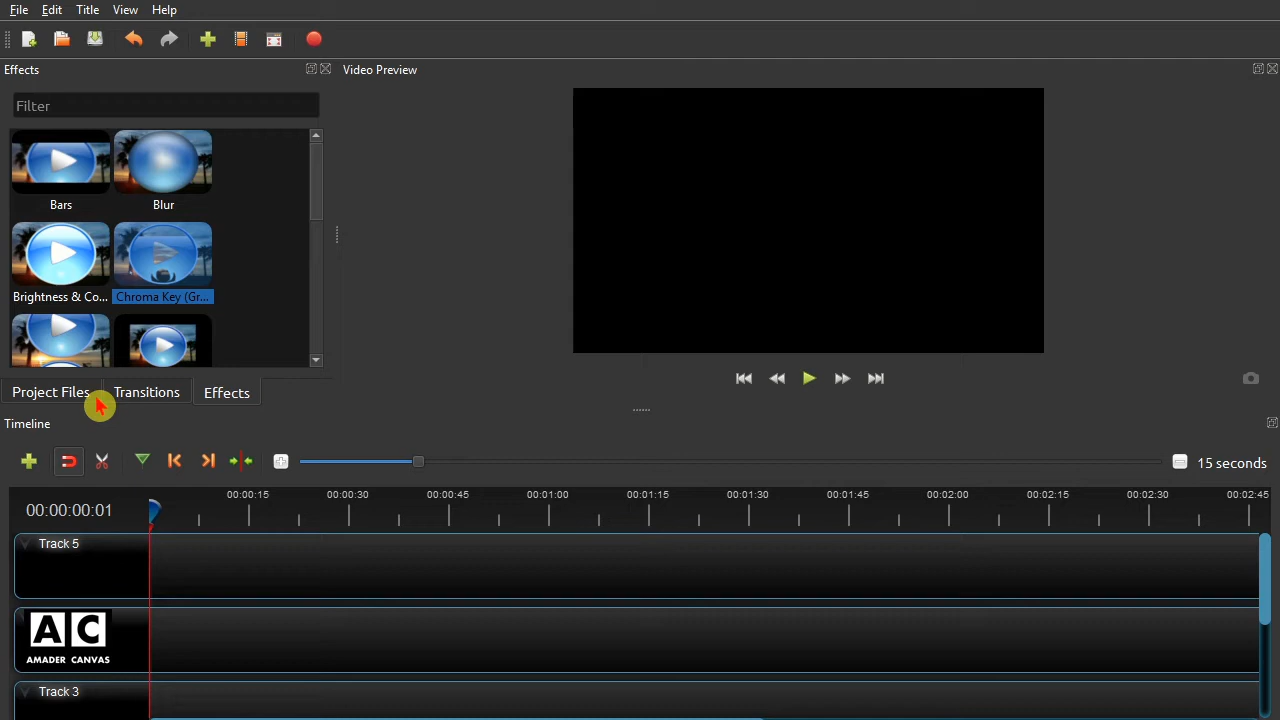 File Edit Title View Help
Effects
Video Preview
Filter
Bars
Blur
Brightness & Co...
Chroma Key (Gr...
Project Files
Transitions
Effects
Timeline
15 seconds
00:00:00:01
00:00:15
00:00:30
00:00:45
00:01:00
00:01:15
00:01:30
00:01:45
00:02:00
00:02:15
00:02:30
00:02:45
Track 5
AC
AMADER CANVAS
Track 3